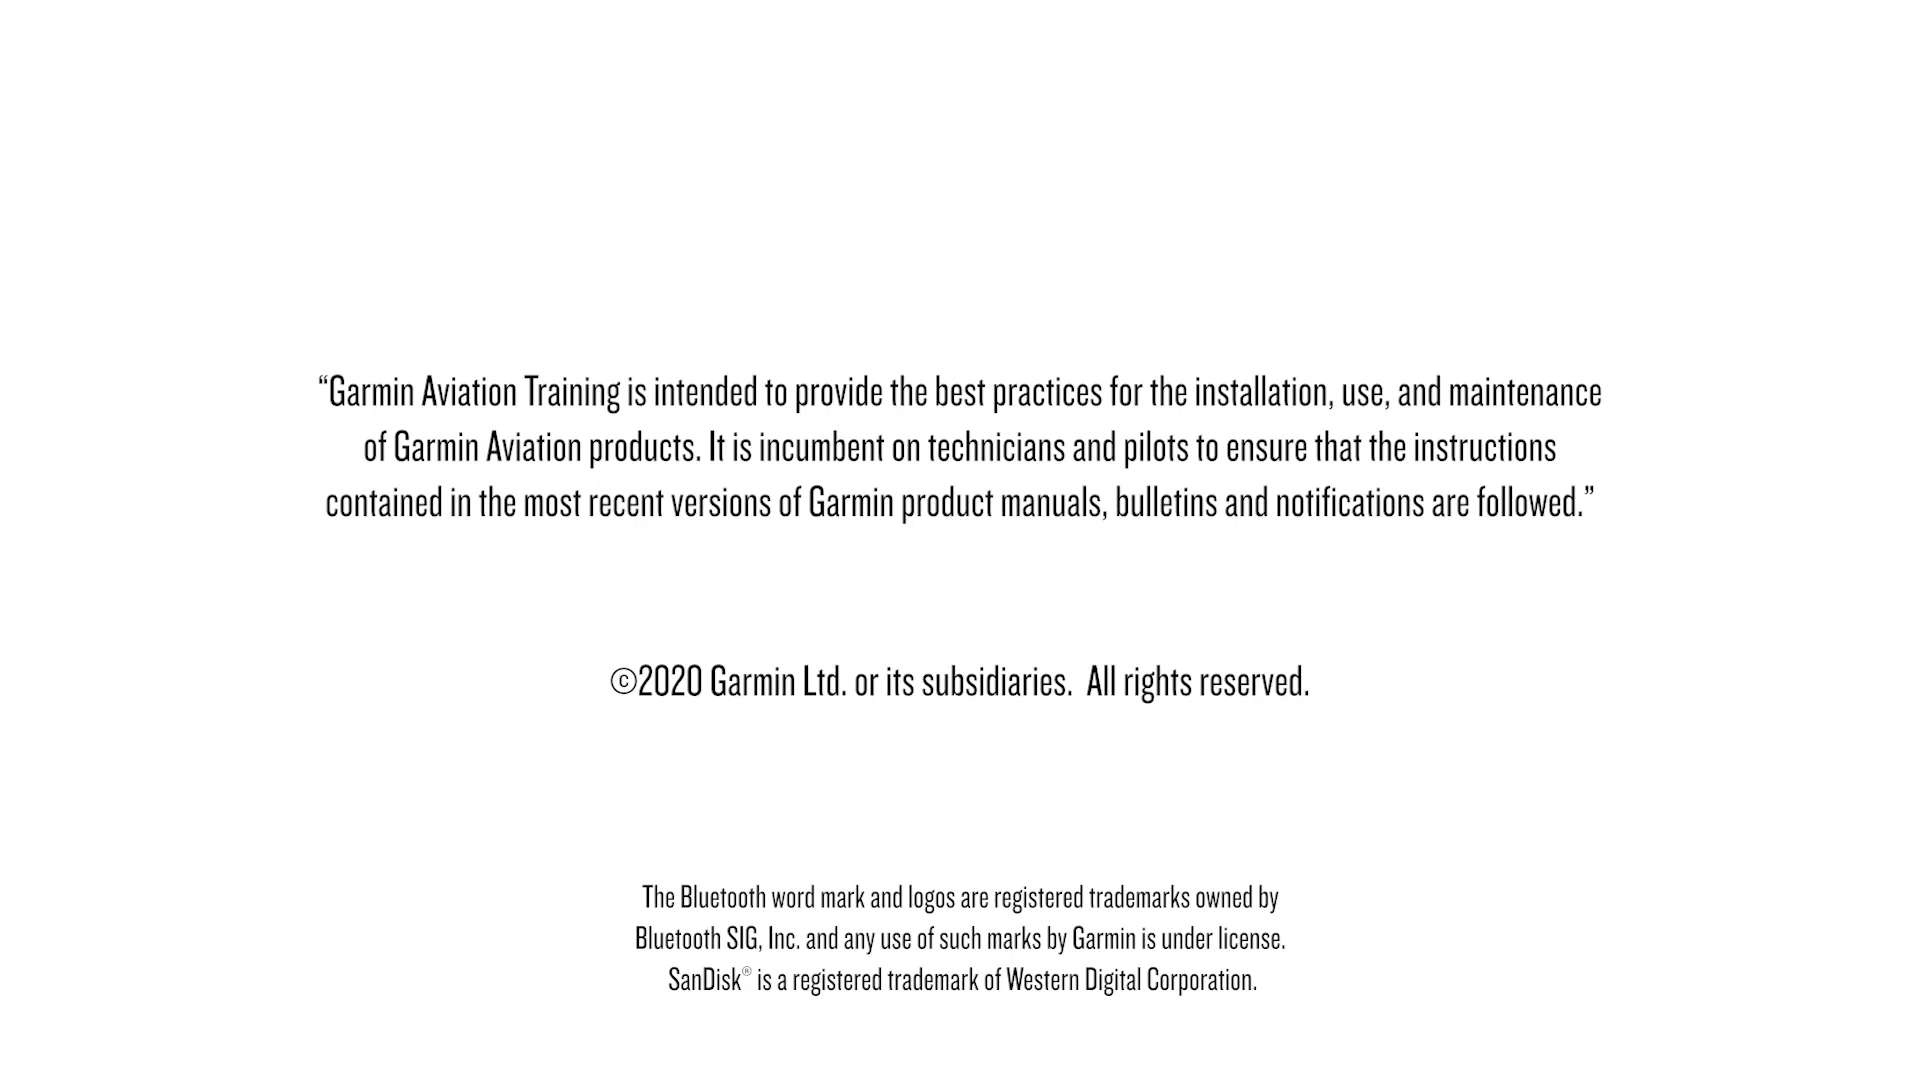 “Garmin Aviation Training is intended to provide the best practices for the installation, use, and maintenance
of Garmin Aviation products. It is incumbent on technicians and pilots to ensure that the instructions
contained in the most recent versions of Garmin product manuals, bulletins and notifications are followed.”
©2020 Garmin Ltd. or its subsidiaries.  All rights reserved.
The Bluetooth word mark and logos are registered trademarks owned by
Bluetooth SIG, Inc. and any use of such marks by Garmin is under license.
SanDisk® is a registered trademark of Western Digital Corporation.